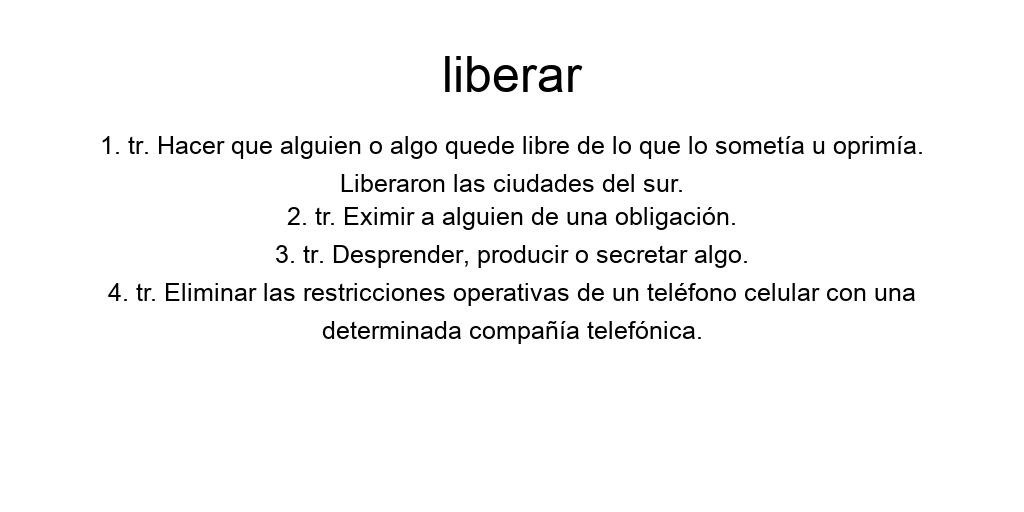 liberar
1. tr. Hacer que alguien o algo quede libre de lo que lo sometía u oprimía.
Liberaron las ciudades del sur.
2. tr. Eximir a alguien de una obligación.
3. tr. Desprender, producir o secretar algo.
4. tr. Eliminar las restricciones operativas de un teléfono celular con una
determinada compañía telefónica.